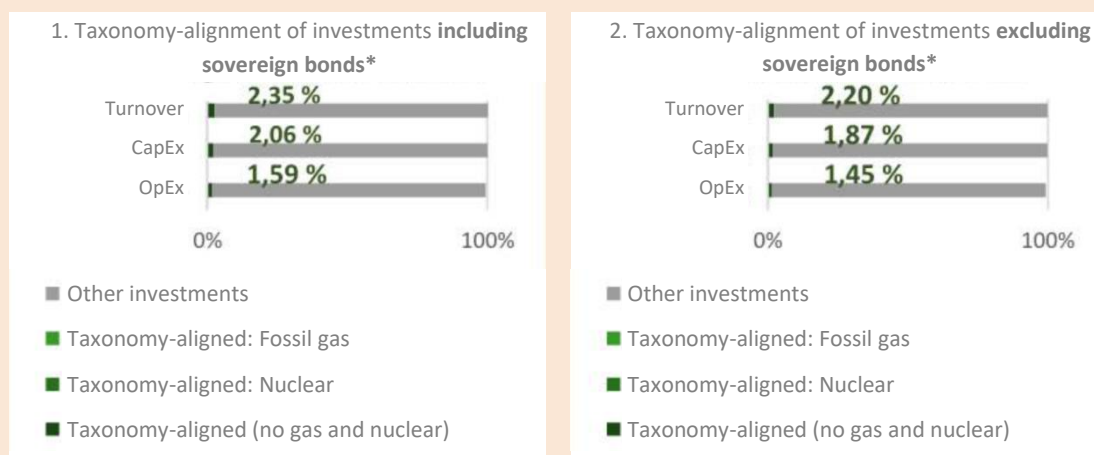 1. Taxonomy-alignment of investments including
sovereign bonds*
Turnover
2,35 %
CapEx
2,06 %
OpEx
1,59 %
0%
100%
Other investments
Taxonomy-aligned: Fossil gas
Taxonomy-aligned: Nuclear
Taxonomy-aligned (no gas and nuclear)
2. Taxonomy-alignment of investments excluding
sovereign bonds*
Turnover
2,20 %
CapEx
1,87 %
OpEx
1,45 %
0%
100%
Other investments
Taxonomy-aligned: Fossil gas
Taxonomy-aligned: Nuclear
Taxonomy-aligned (no gas and nuclear)